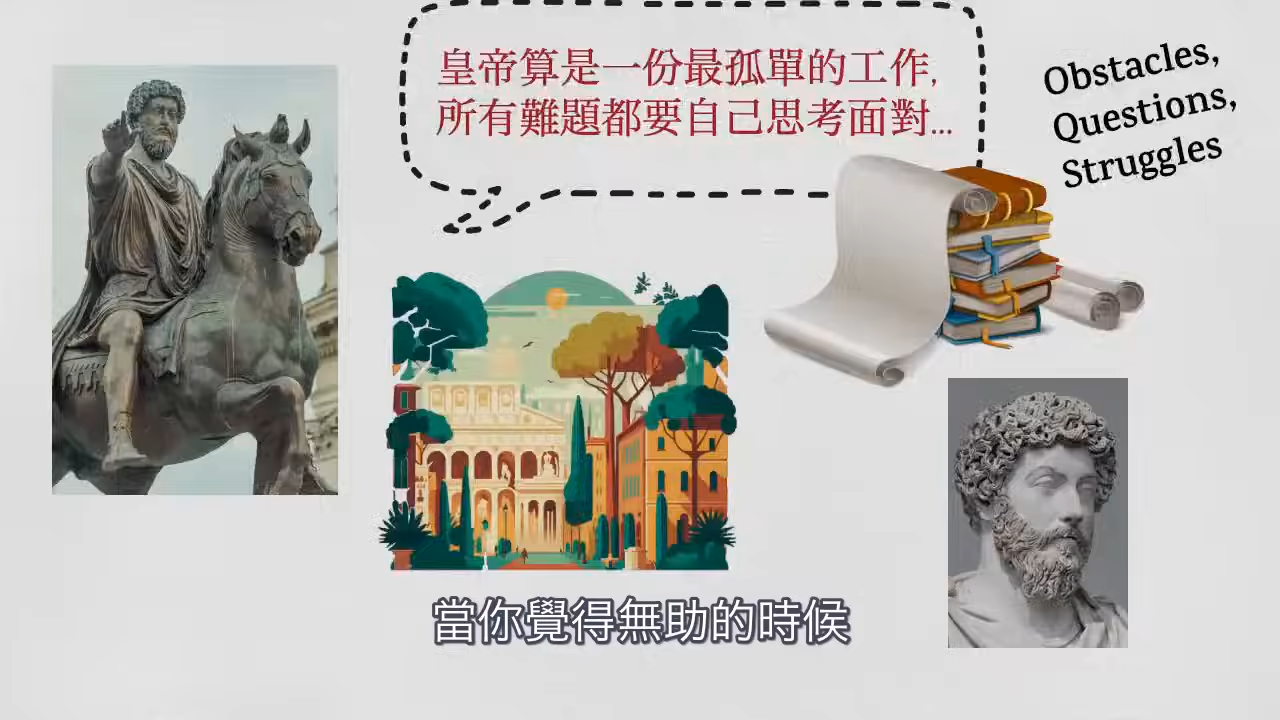 皇帝算是一份最孤單的工作,
所有難題都要自己思考面對...
Obstacles,
Questions,
Struggles
當你覺得無助的時候